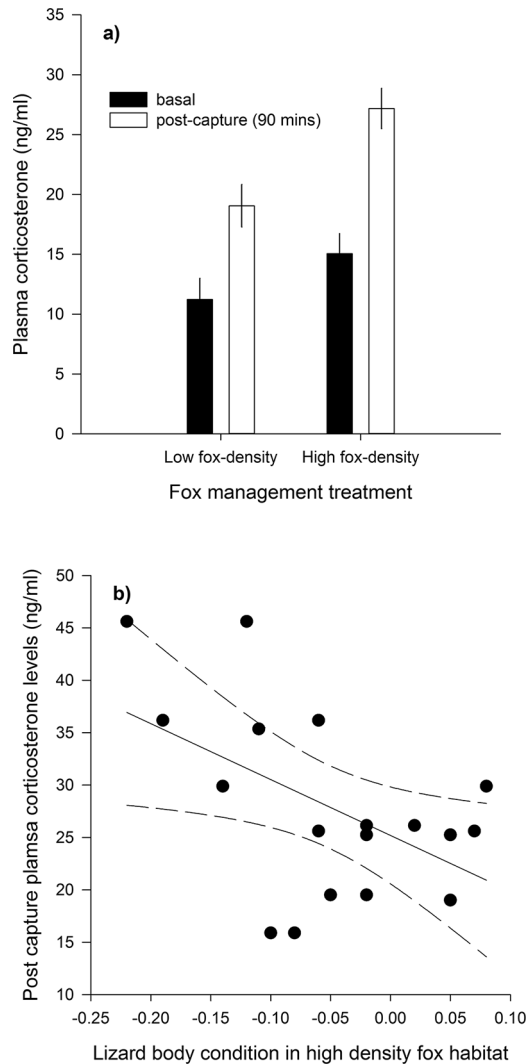 a)
35
30
25
20
15
10
5
0
Plasma corticosterone (ng/ml)
basal
post-capture (90 mins)
Low fox-density
High fox-density
Fox management treatment
b)
50
45
40
35
30
25
20
15
10
Post capture plamsa corticosterone levels (ng/ml)
-0.25 -0.20 -0.15 -0.10 -0.05 0.00 0.05 0.10
Lizard body condition in high density fox habitat